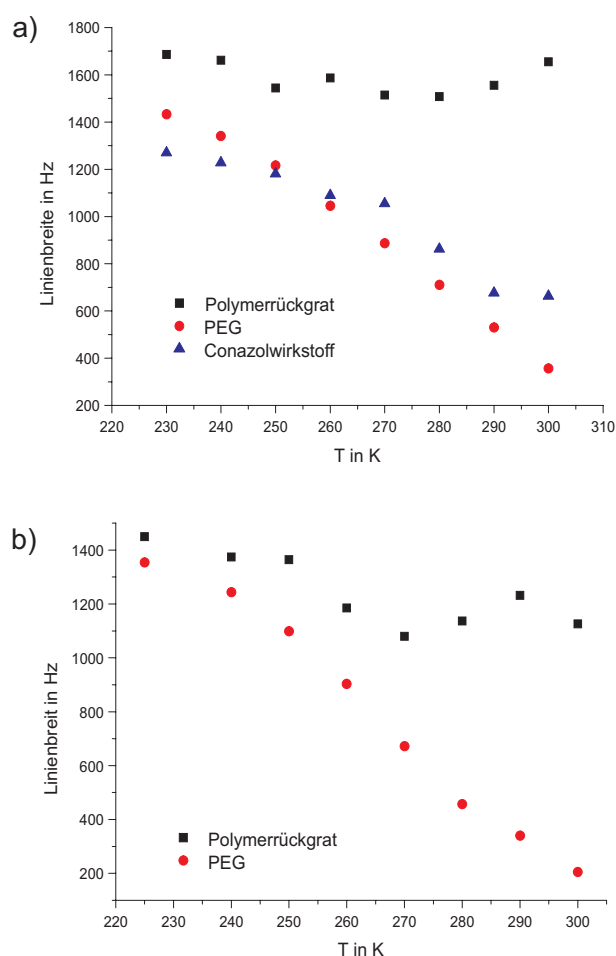 a)
1800
1600
1400
1200
1000
800
600
400
200
Linienbreite in Hz
Polymerrückgrat
PEG
Conazolwirkstoff
220 230 240 250 260 270 280 290 300 310
T in K
b)
1400
1200
1000
800
600
400
200
Linienbreit in Hz
Polymerrückgrat
PEG
220 230 240 250 260 270 280 290 300
T in K